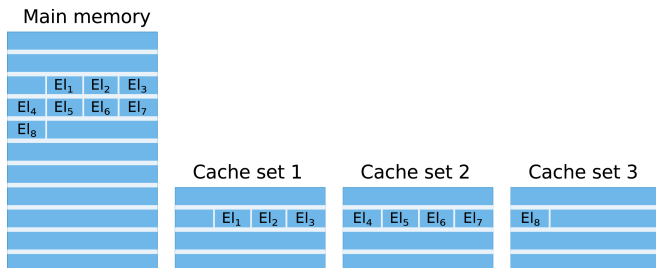 Main memory
El₁ El₂ El₃
El₄ El₅ El₆ El₇
El₈
Cache set 1
El₁ El₂ El₃
Cache set 2
El₄ El₅ El₆ El₇
Cache set 3
El₈